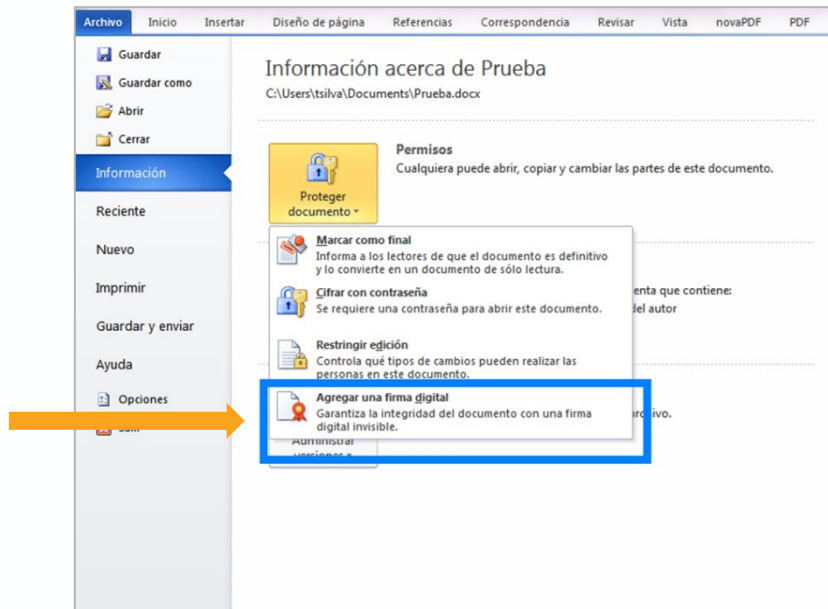 Archivo Inicio Insertar Diseño de página Referencias Correspondencia Revisar Vista novaPDF PDF
Guardar
Guardar como
Abrir
Cerrar
Información
Reciente
Nuevo
Imprimir
Guardar y enviar
Ayuda
Opciones
Información acerca de Prueba
C:\Users\tsilva\Documents\Prueba.docx
Proteger
documento
Permisos
Cualquiera puede abrir, copiar y cambiar las partes de este documento.
Marcar como final
Informa a los lectores de que el documento es definitivo
y lo convierte en un documento de sólo lectura.
Cifrar con contraseña
Se requiere una contraseña para abrir este documento.
Restringir edición
Controla qué tipos de cambios pueden realizar las
personas en este documento.
Agregar una firma digital
Garantiza la integridad del documento con una firma
digital invisible.
que contiene:
autor
Administrar
versiones